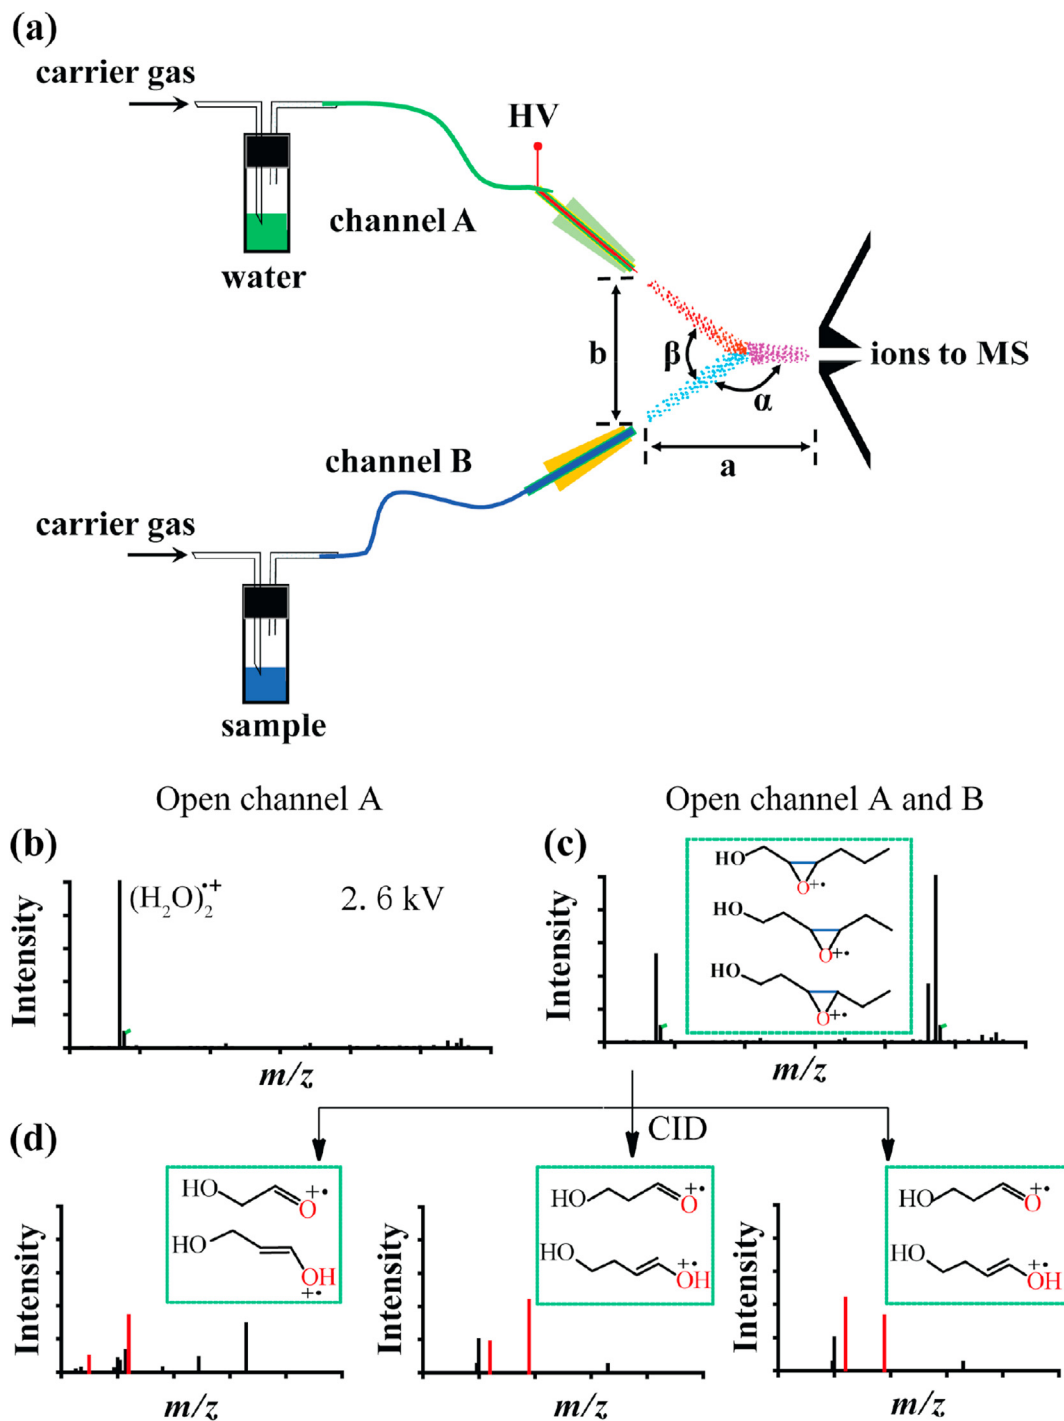 (a)
carrier gas
HV
channel A
water
b
β
α
ions to MS
a
channel B
carrier gas
sample
Open channel A
Open channel A and B
(b)
(c)
(H₂O)₂•+
2. 6 kV
HO
O+•
HO
O+•
HO
O+•
Intensity
Intensity
m/z
m/z
(d)
CID
HO
+•
O
HO
OH
+•
HO
+•
O
HO
+•
OH
HO
+•
O
HO
+•
OH
Intensity
Intensity
Intensity
m/z
m/z
m/z